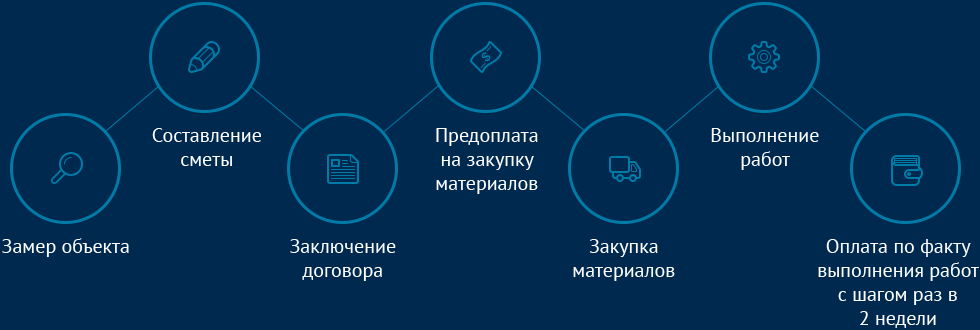 Замер объекта
Составление
сметы
Заключение
договора
Предоплата
на закупку
материалов
Закупка
материалов
Выполнение
работ
Оплата по факту
выполнения работ
с шагом раз в
2 недели